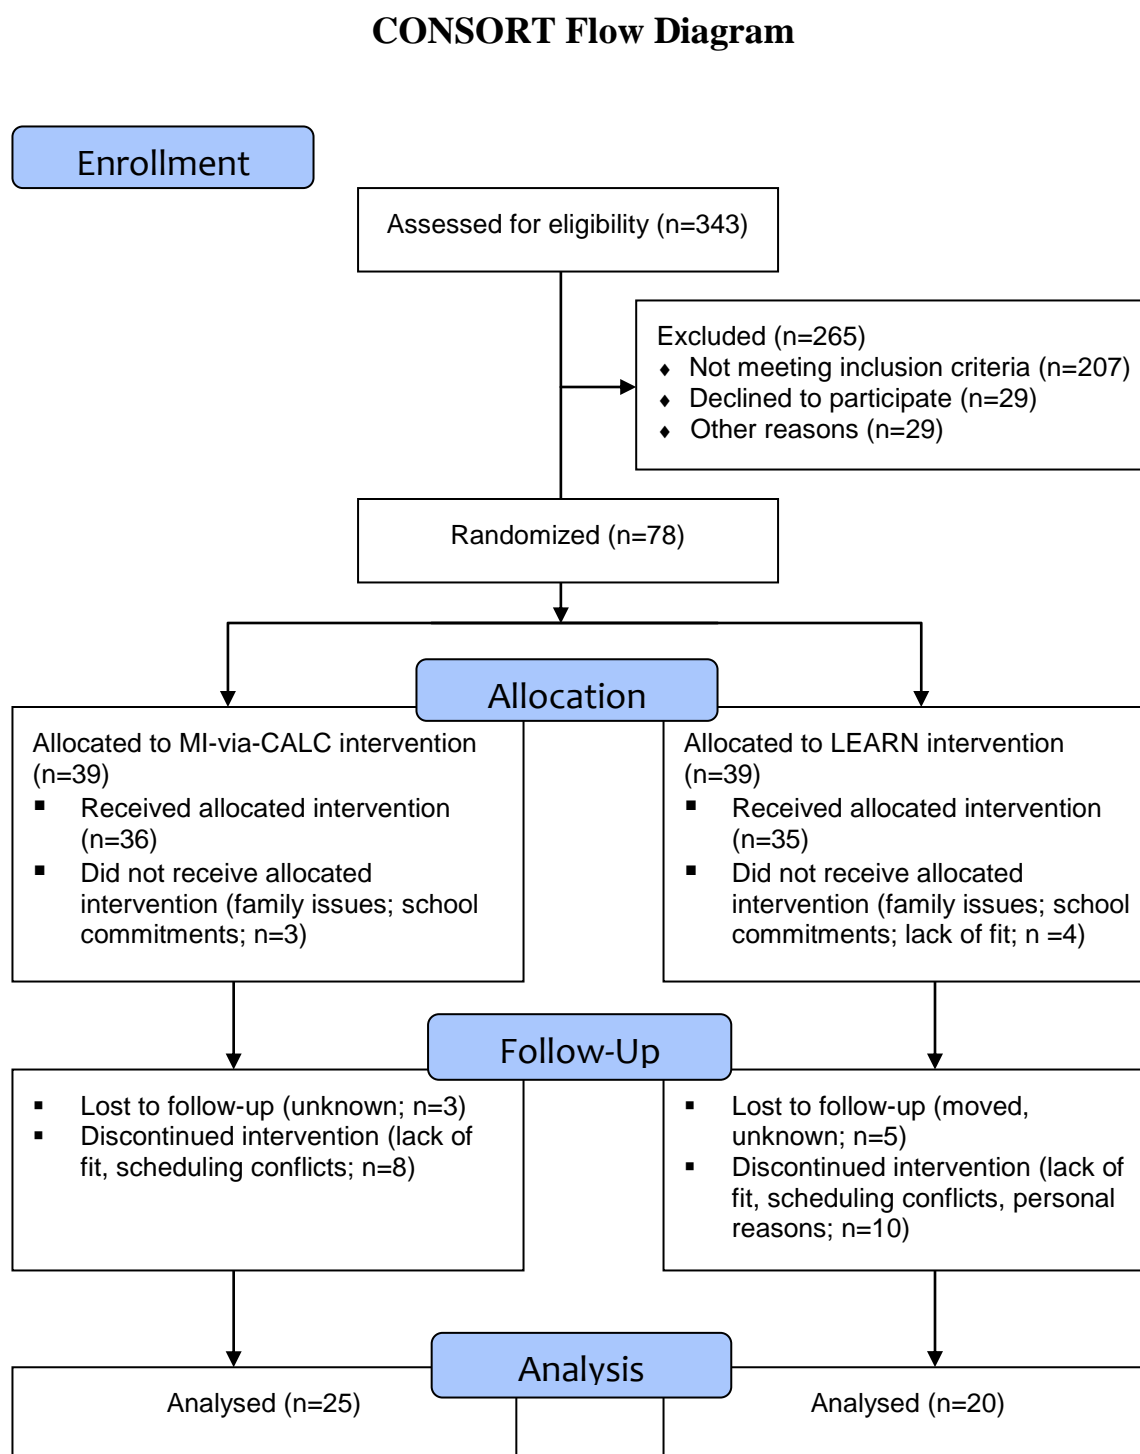 CONSORT Flow Diagram
Enrollment
Assessed for eligibility (n=343)
Excluded (n=265)
⬧ Not meeting inclusion criteria (n=207)
⬧ Declined to participate (n=29)
⬧ Other reasons (n=29)
Randomized (n=78)
Allocation
Allocated to MI-via-CALC intervention
(n=39)
▪ Received allocated intervention
(n=36)
▪ Did not receive allocated
intervention (family issues; school
commitments; n=3)
Allocated to LEARN intervention
(n=39)
▪ Received allocated intervention
(n=35)
▪ Did not receive allocated
intervention (family issues; school
commitments; lack of fit; n =4)
Follow-Up
▪ Lost to follow-up (unknown; n=3)
▪ Discontinued intervention (lack of
fit, scheduling conflicts; n=8)
▪ Lost to follow-up (moved,
unknown; n=5)
▪ Discontinued intervention (lack of
fit, scheduling conflicts, personal
reasons; n=10)
Analysis
Analysed (n=25)
Analysed (n=20)